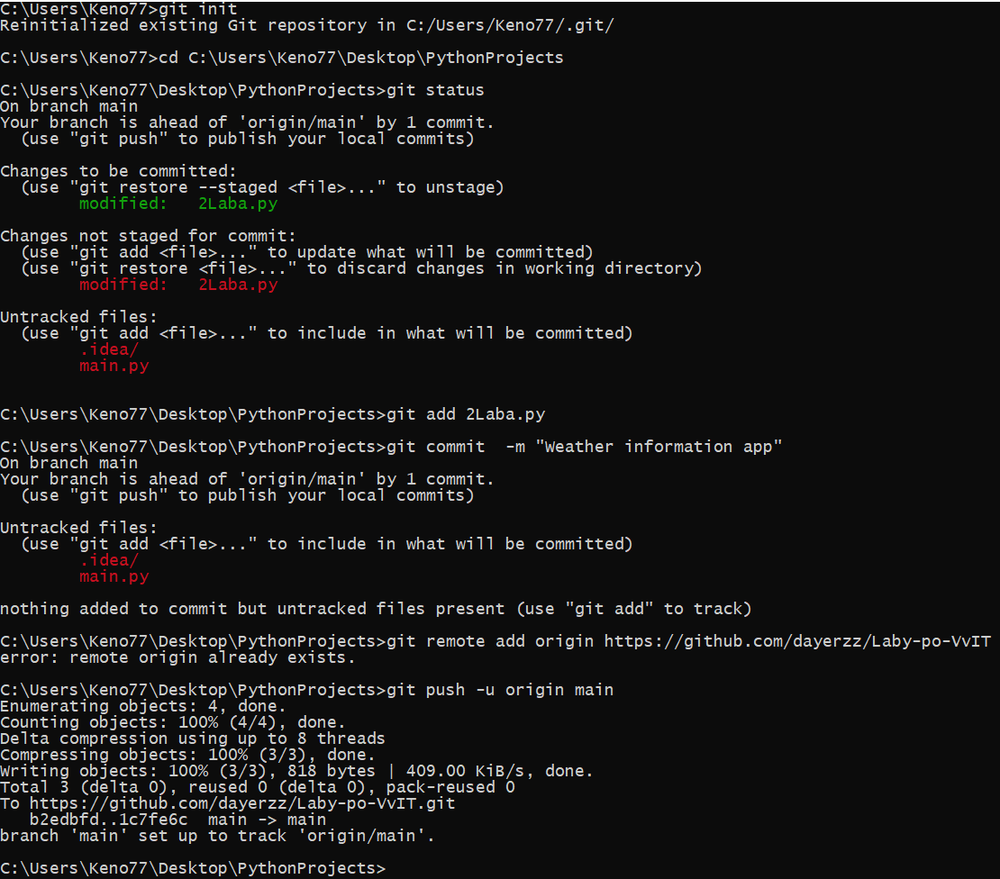 C:\Users\Keno77>git init
Reinitialized existing Git repository in C:/Users/Keno77/.git/
C:\Users\Keno77>cd C:\Users\Keno77\Desktop\PythonProjects
C:\Users\Keno77\Desktop\PythonProjects>git status
On branch main
Your branch is ahead of 'origin/main' by 1 commit.
  (use "git push" to publish your local commits)
Changes to be committed:
  (use "git restore --staged <file>..." to unstage)
        modified:   2Laba.py
Changes not staged for commit:
  (use "git add <file>..." to update what will be committed)
  (use "git restore <file>..." to discard changes in working directory)
        modified:   2Laba.py
Untracked files:
  (use "git add <file>..." to include in what will be committed)
        .idea/
        main.py
C:\Users\Keno77\Desktop\PythonProjects>git add 2Laba.py
C:\Users\Keno77\Desktop\PythonProjects>git commit  -m "Weather information app"
On branch main
Your branch is ahead of 'origin/main' by 1 commit.
  (use "git push" to publish your local commits)
Untracked files:
  (use "git add <file>..." to include in what will be committed)
        .idea/
        main.py
nothing added to commit but untracked files present (use "git add" to track)
C:\Users\Keno77\Desktop\PythonProjects>git remote add origin https://github.com/dayerzz/Laby-po-VvIT
error: remote origin already exists.
C:\Users\Keno77\Desktop\PythonProjects>git push -u origin main
Enumerating objects: 4, done.
Counting objects: 100% (4/4), done.
Delta compression using up to 8 threads
Compressing objects: 100% (3/3), done.
Writing objects: 100% (3/3), 818 bytes | 409.00 KiB/s, done.
Total 3 (delta 0), reused 0 (delta 0), pack-reused 0
To https://github.com/dayerzz/Laby-po-VvIT.git
   b2edbfd..1c7fe6c  main -> main
branch 'main' set up to track 'origin/main'.
C:\Users\Keno77\Desktop\PythonProjects>